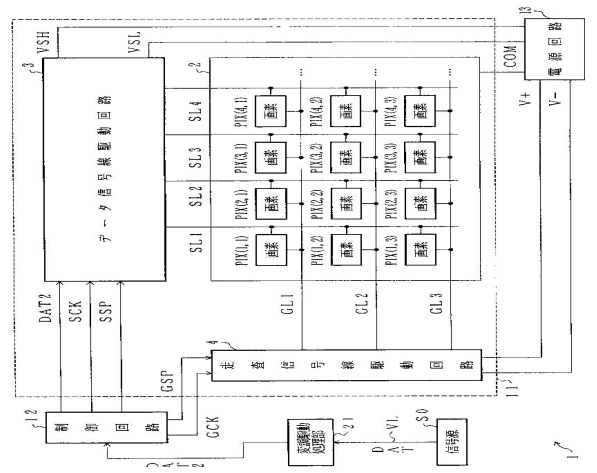 13
電源回路
VSH
VSL
COM
V+
V-
3
データ信号線駆動回路
2
SL1
SL2
SL3
SL4
PIX(1,1)
画素
PIX(2,1)
画素
PIX(3,1)
画素
PIX(4,1)
画素
PIX(1,2)
画素
PIX(2,2)
画素
PIX(3,2)
画素
PIX(4,2)
画素
PIX(1,3)
画素
PIX(2,3)
画素
PIX(3,3)
画素
PIX(4,3)
画素
GL1
GL2
GL3
DAT2
SCK
SSP
GSP
GCK
4
走査信号線駆動回路
11
12
制御回路
DAT2
21
変調駆動処理部
DAT
VL
S0
信号源
1